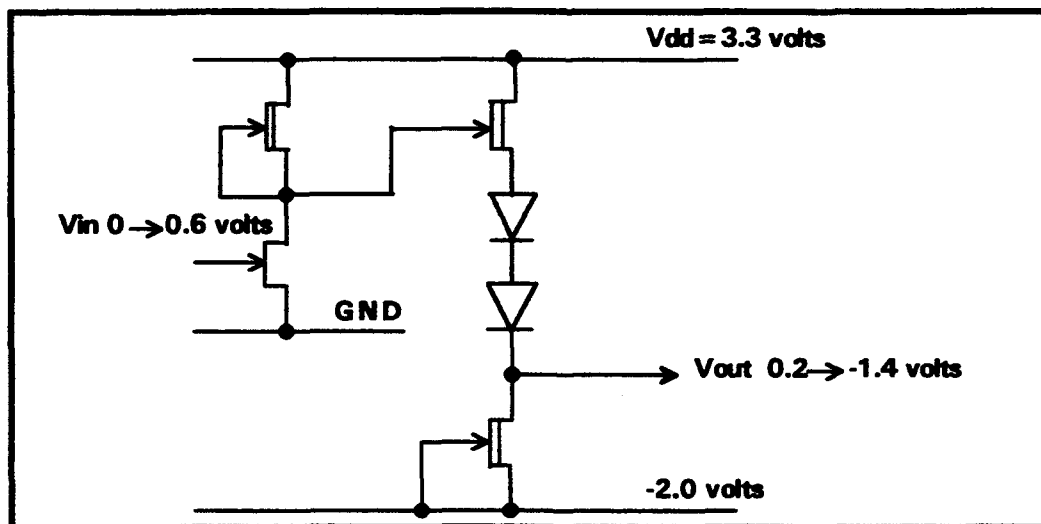 Vdd = 3.3 volts
Vin 0→0.6 volts
GND
Vout 0.2→-1.4 volts
-2.0 volts